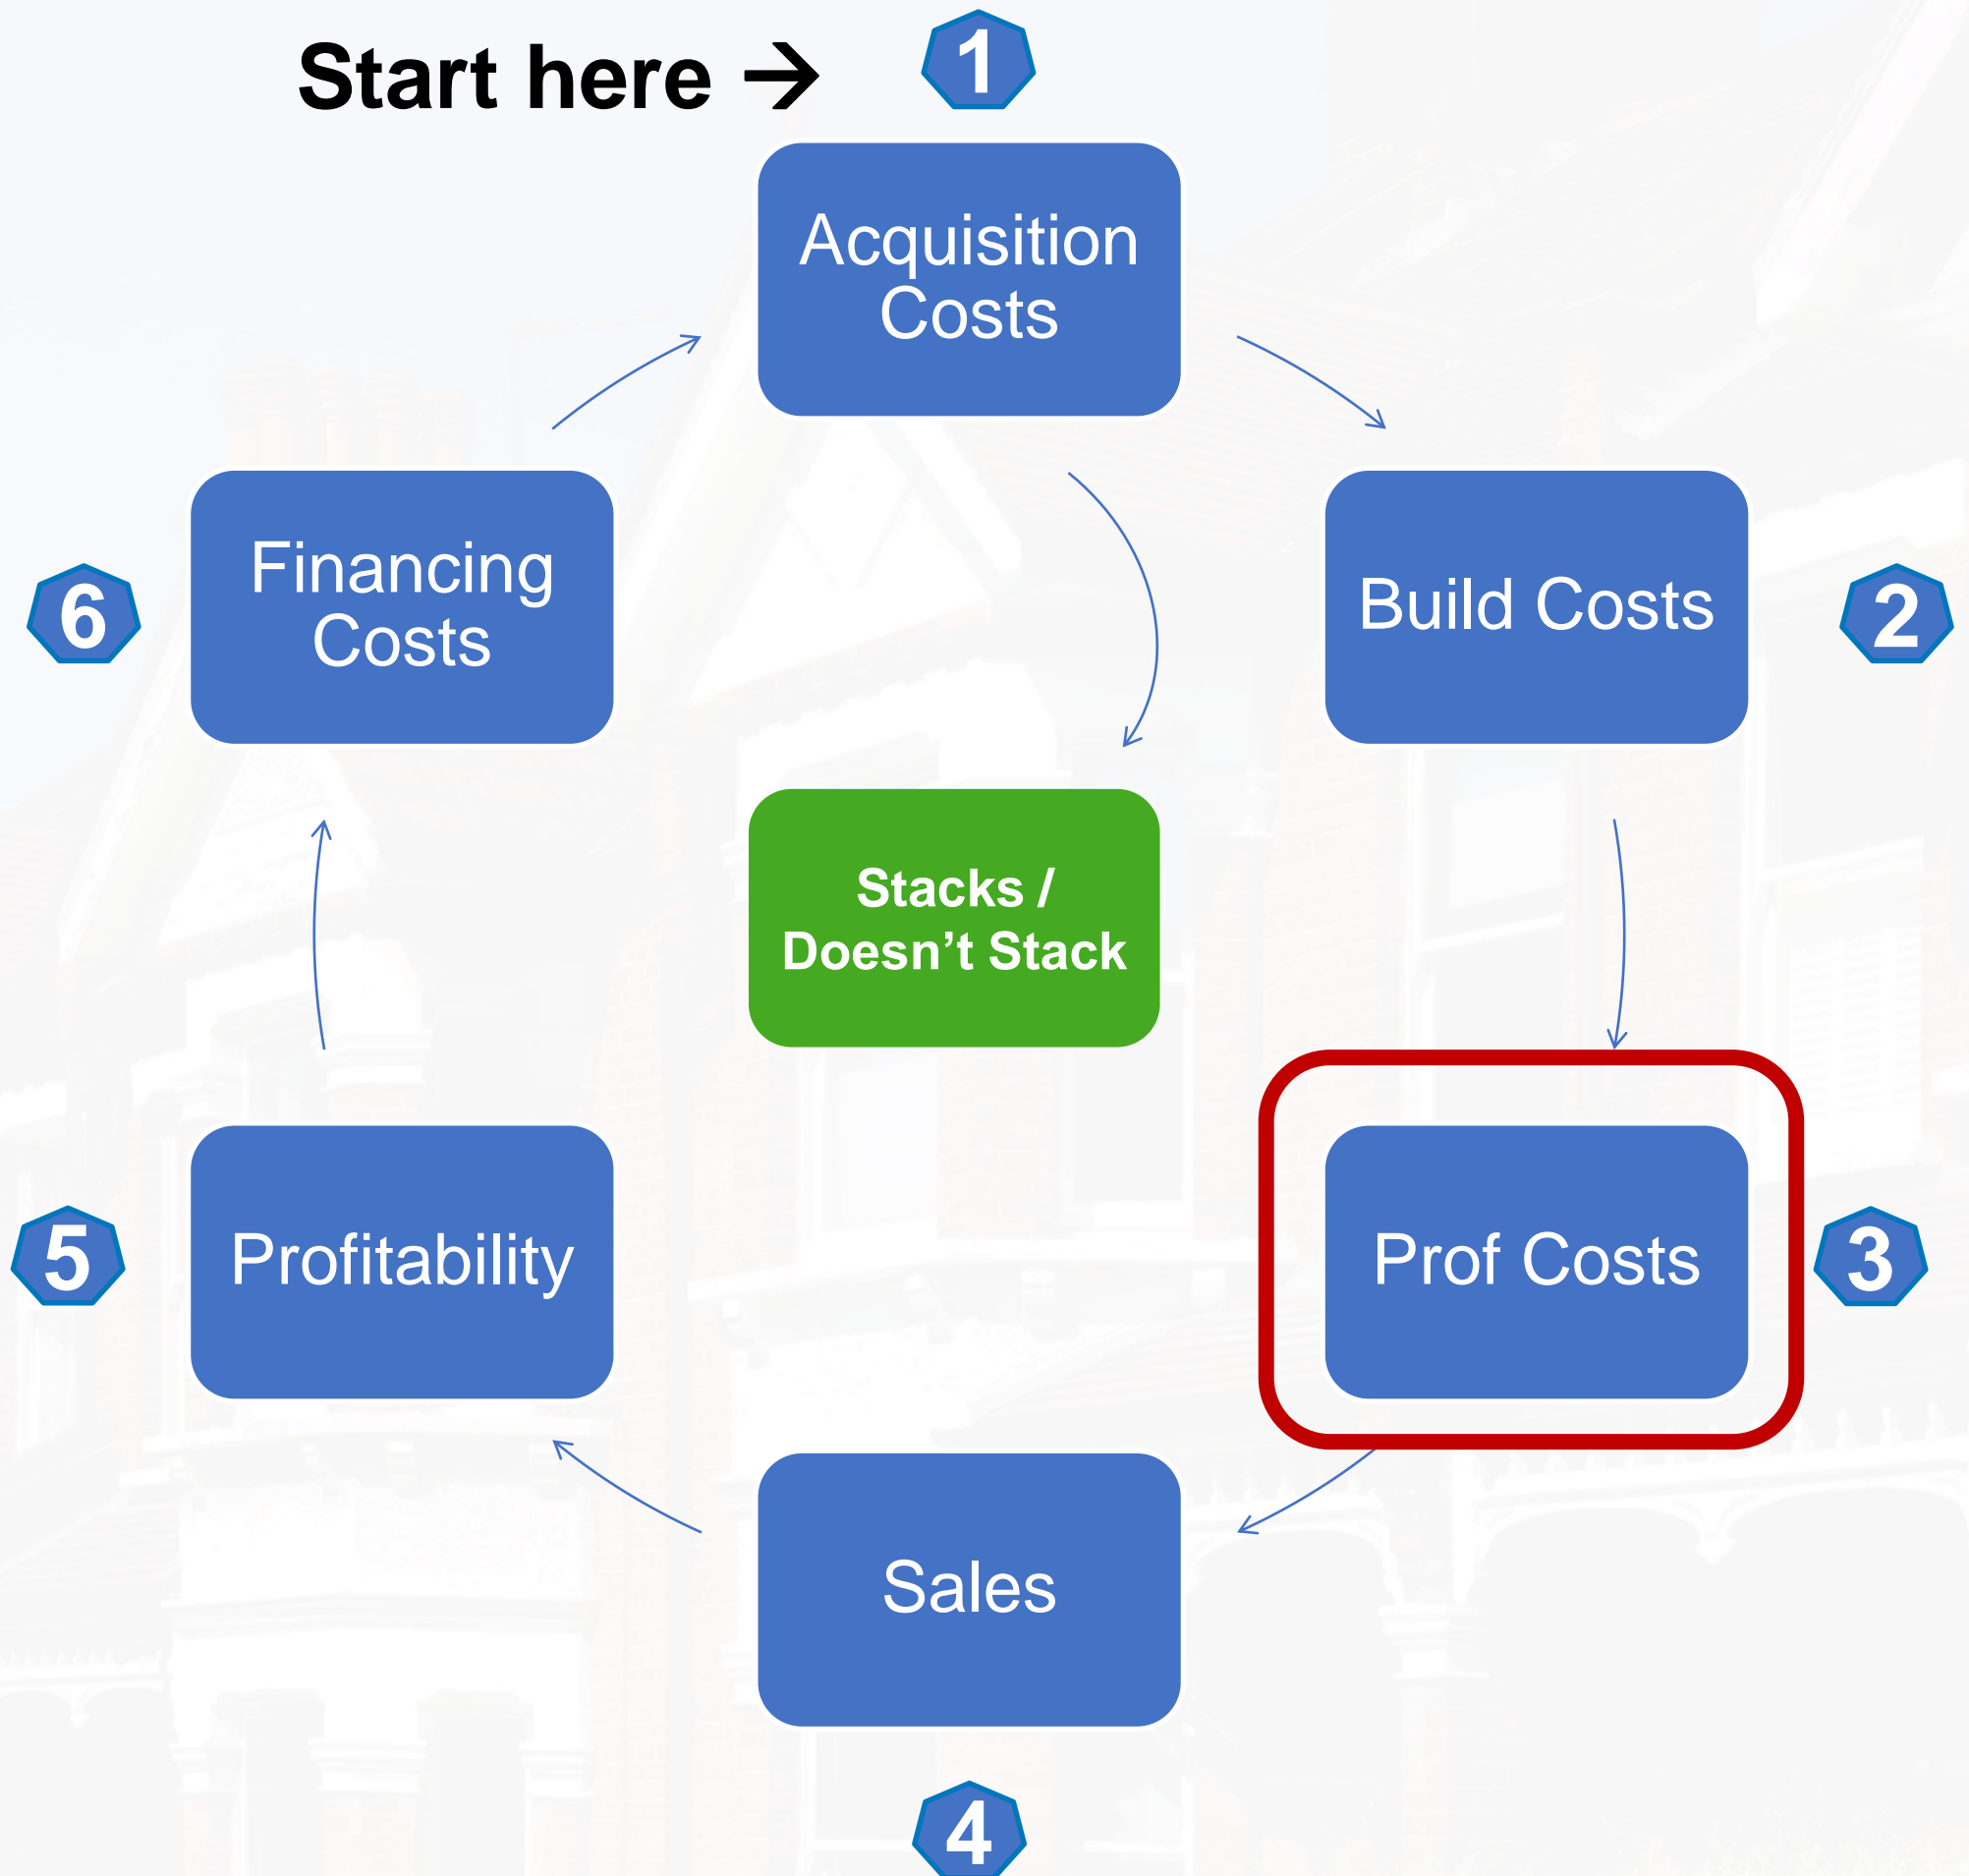 Start here →
1
Acquisition
Costs
Build Costs
2
Prof Costs
3
Sales
4
Profitability
5
Financing
Costs
6
Stacks /
Doesn’t Stack